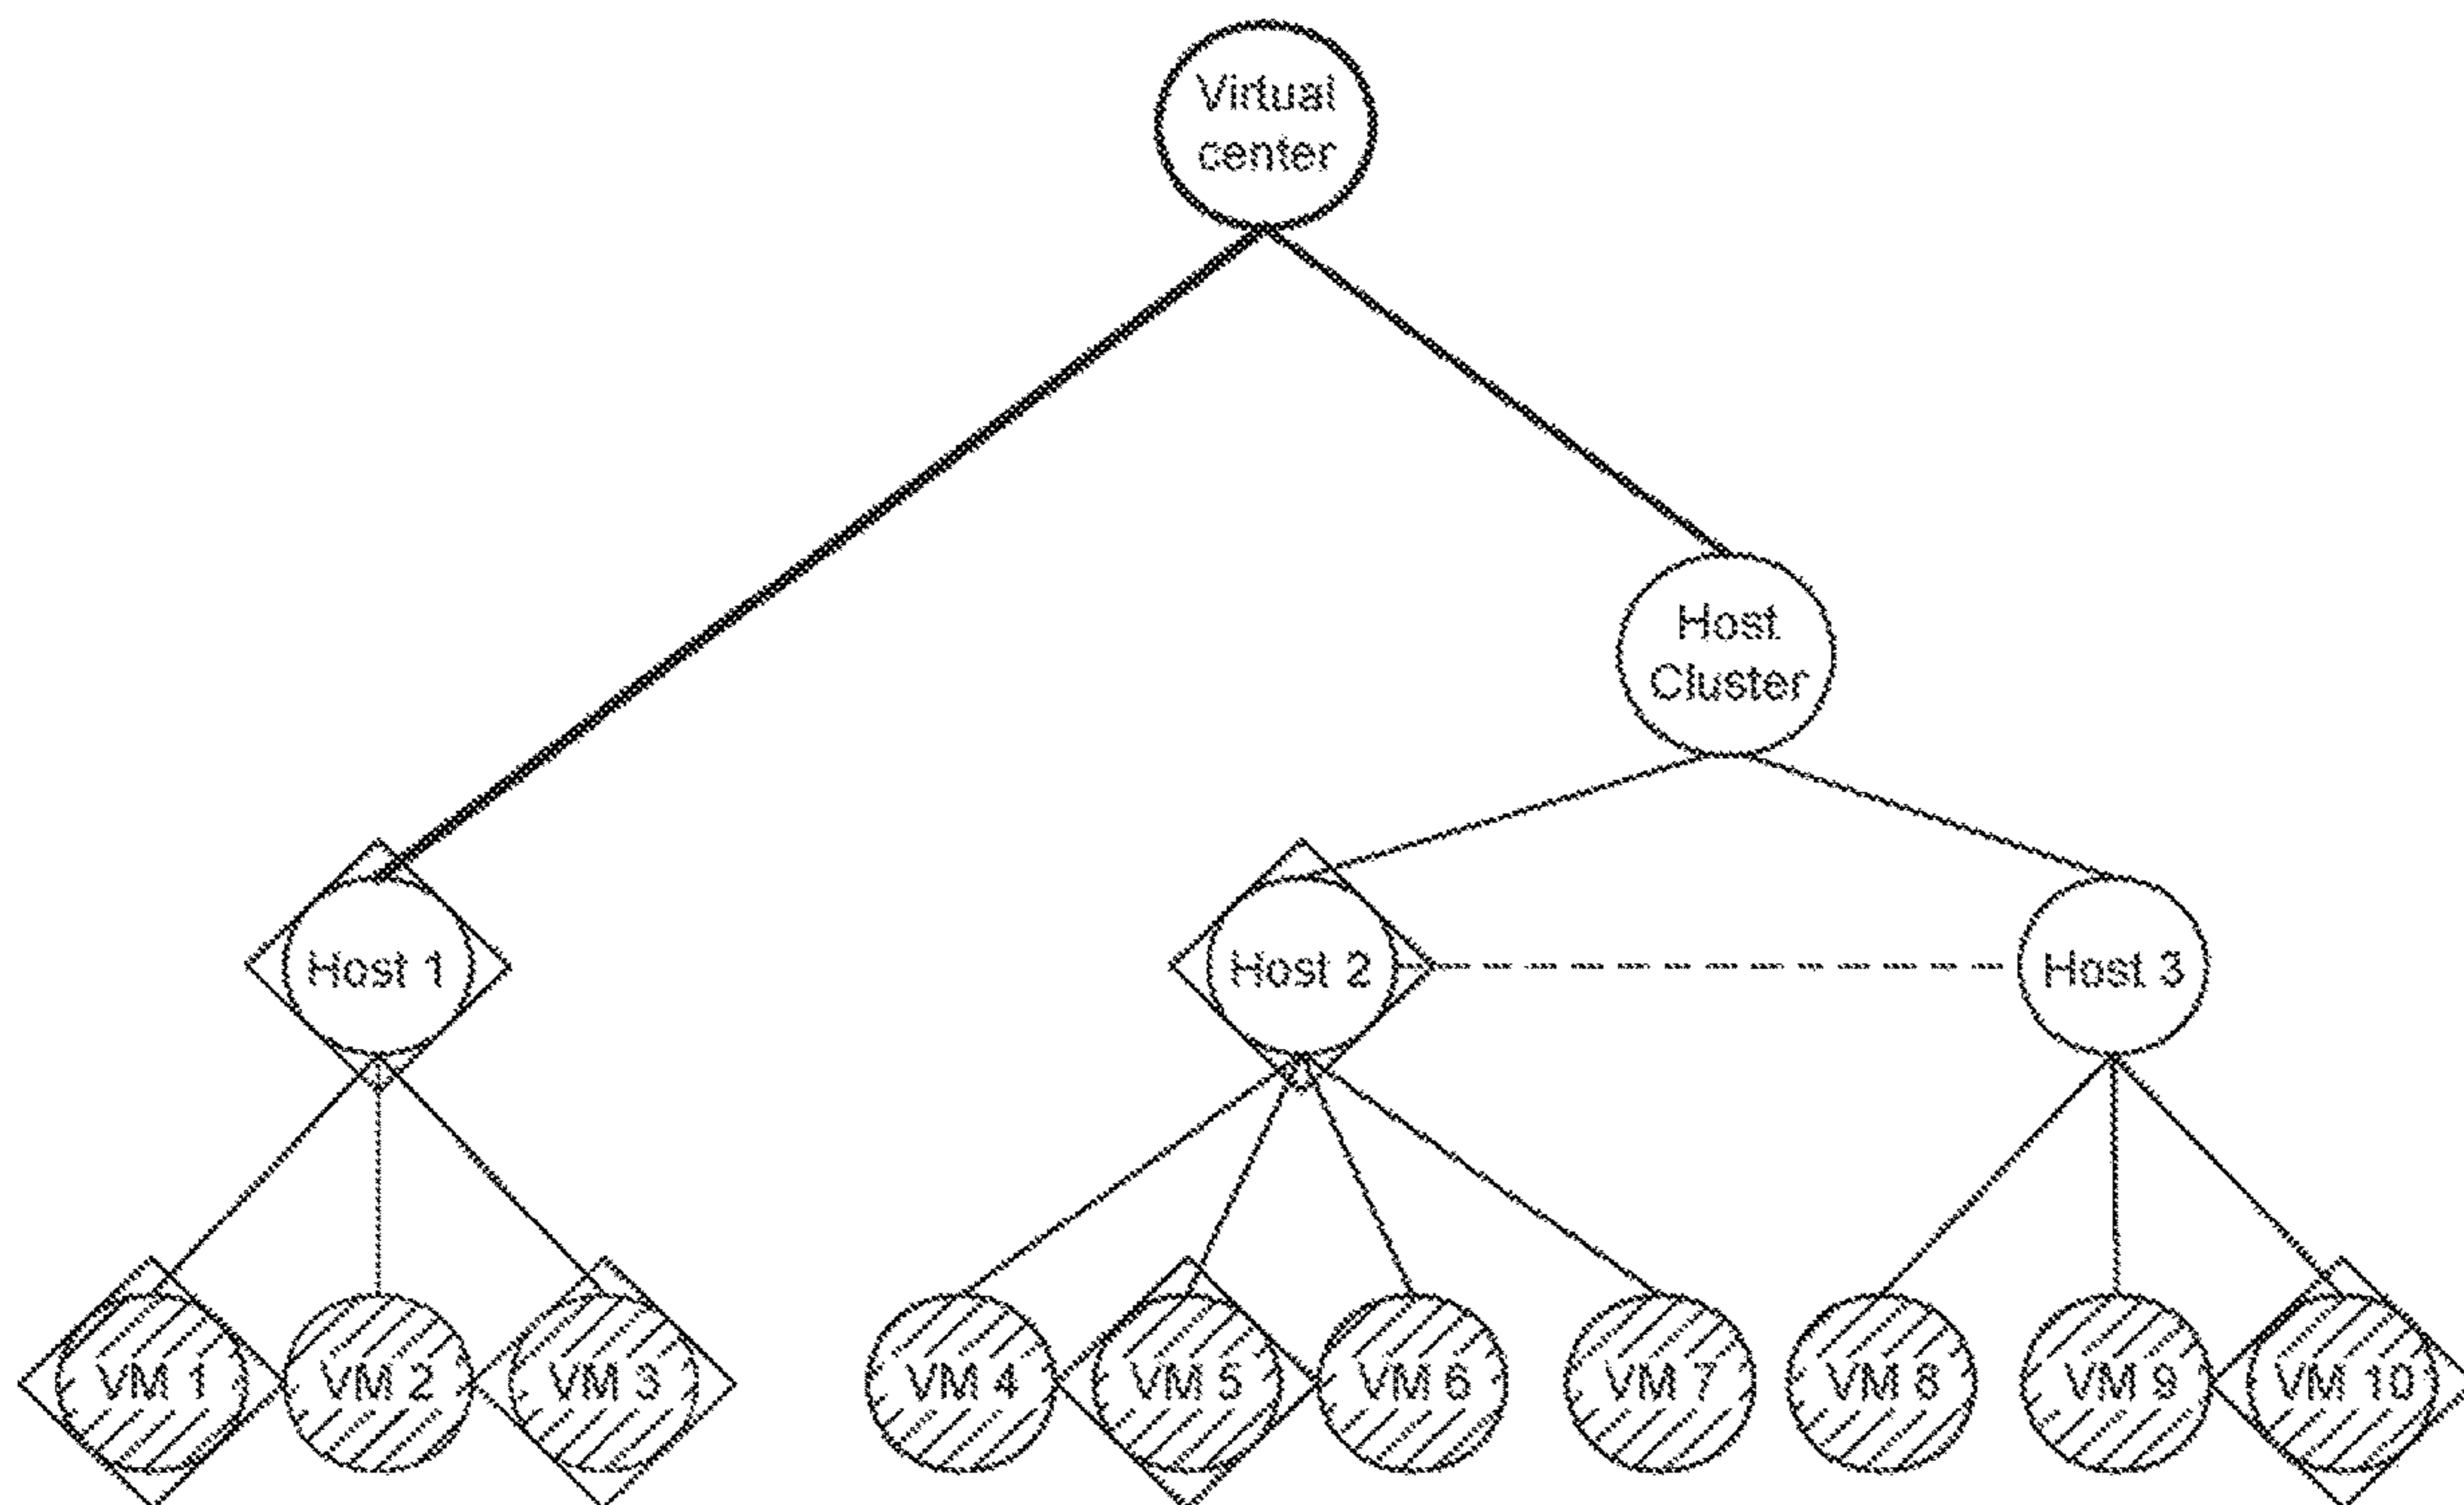 Virtual
center
Host
Cluster
Host 1
Host 2
Host 3
VM 1
VM 2
VM 3
VM 4
VM 5
VM 6
VM 7
VM 8
VM 9
VM 10